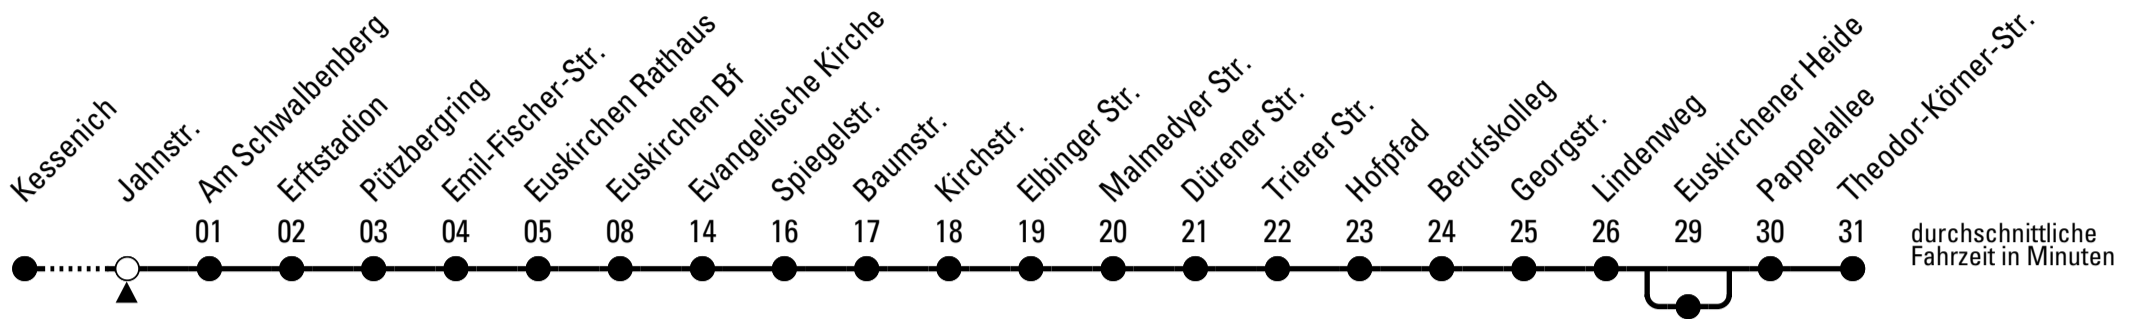 Kessenich
Jahnstr.
Am Schwalbenberg
Erftstadion
Pützbergring
Emil-Fischer-Str.
Euskirchen Rathaus
Euskirchen Bf
Evangelische Kirche
Spiegelstr.
Baumstr.
Kirchstr.
Elbinger Str.
Malmedyer Str.
Dürener Str.
Trierer Str.
Hofpfad
Berufskolleg
Georgstr.
Lindenweg
Euskirchener Heide
Pappelallee
Theodor-Körner-Str.
01 02 03 04 05 08 14 16 17 18 19 20 21 22 23 24 25 26 29 30 31
durchschnittliche
Fahrzeit in Minuten